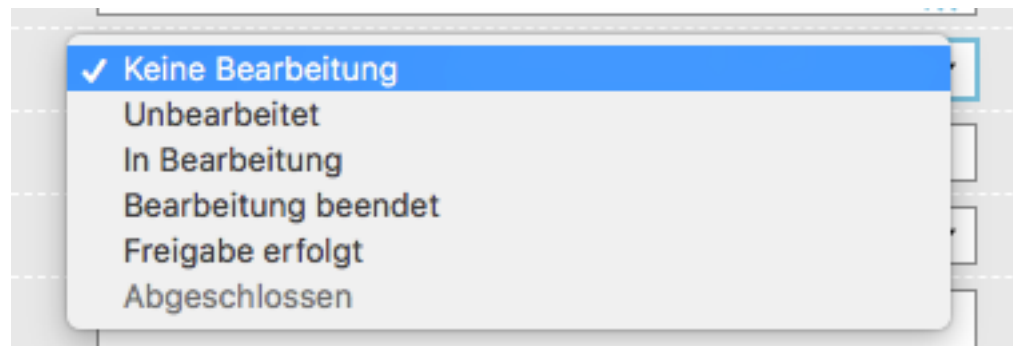 Keine Bearbeitung
Unbearbeitet
In Bearbeitung
Bearbeitung beendet
Freigabe erfolgt
Abgeschlossen